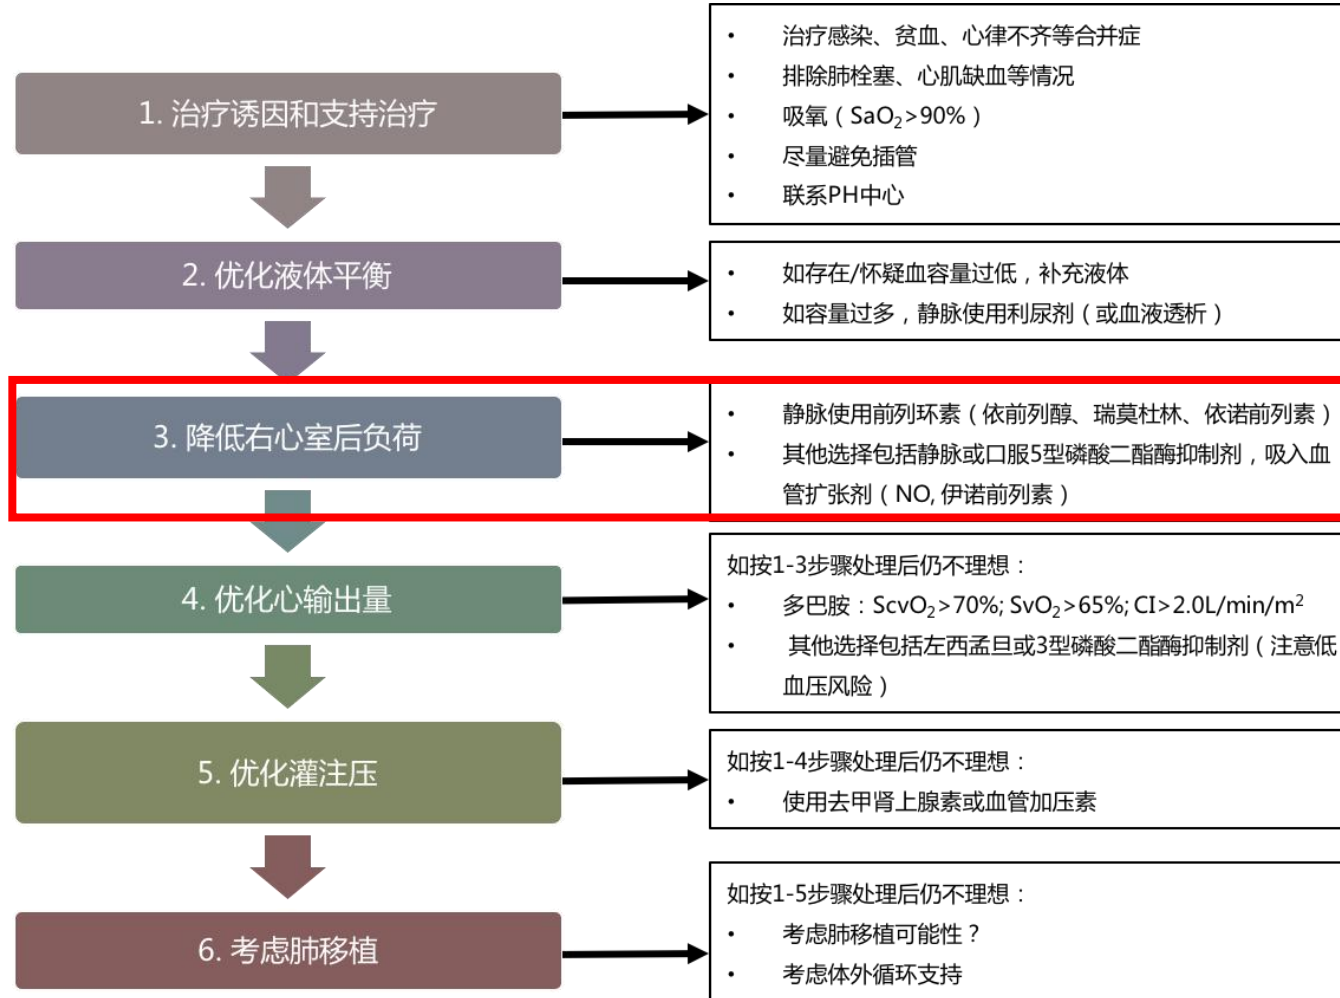 1. 治疗诱因和支持治疗
• 治疗感染、贫血、心律不齐等合并症
• 排除肺栓塞、心肌缺血等情况
• 吸氧（SaO₂>90%）
• 尽量避免插管
• 联系PH中心
2. 优化液体平衡
• 如存在/怀疑血容量过低，补充液体
• 如容量过多，静脉使用利尿剂（或血液透析）
3. 降低右心室后负荷
• 静脉使用前列环素（依前列醇、瑞莫杜林、依诺前列素）
• 其他选择包括静脉或口服5型磷酸二酯酶抑制剂，吸入血
管扩张剂（NO, 伊诺前列素）
4. 优化心输出量
如按1-3步骤处理后仍不理想：
• 多巴胺：ScvO₂>70%; SvO₂>65%; CI>2.0L/min/m²
• 其他选择包括左西孟旦或3型磷酸二酯酶抑制剂（注意低
血压风险）
5. 优化灌注压
如按1-4步骤处理后仍不理想：
• 使用去甲肾上腺素或血管加压素
6. 考虑肺移植
如按1-5步骤处理后仍不理想：
• 考虑肺移植可能性？
• 考虑体外循环支持